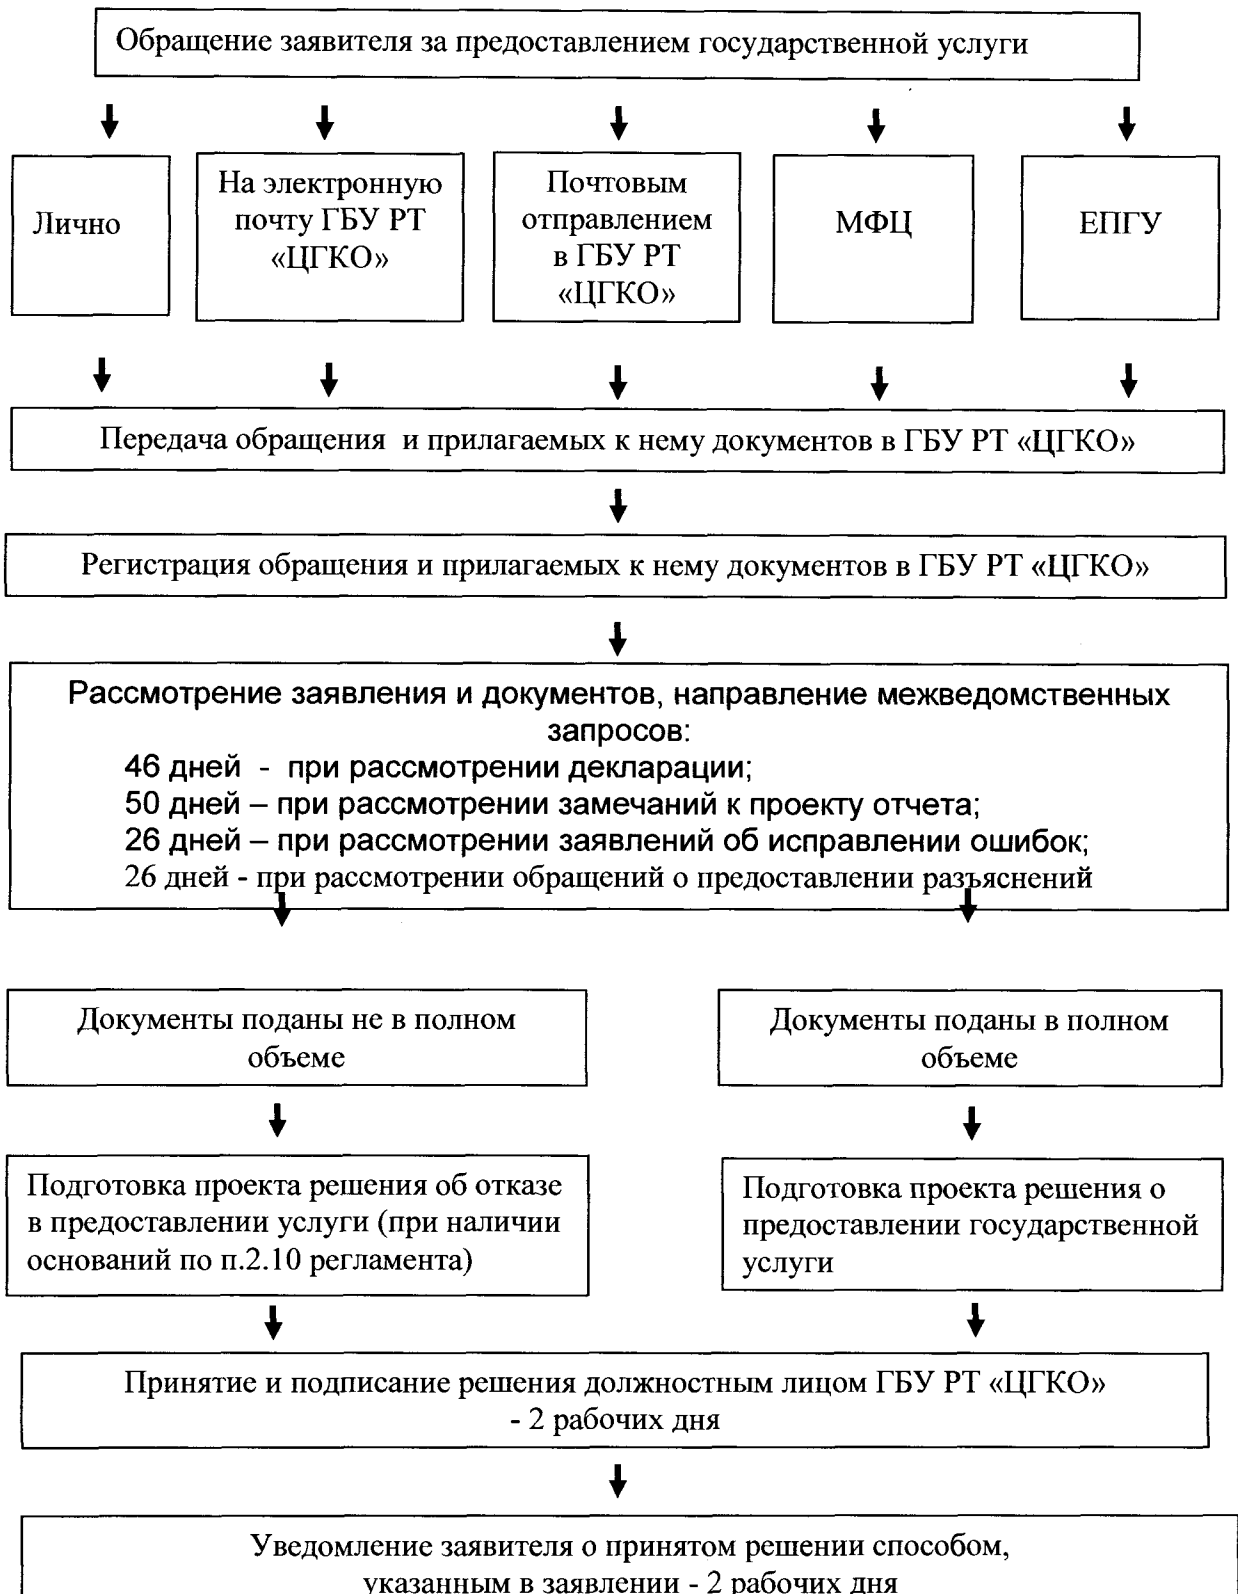 Обращение заявителя за предоставлением государственной услуги
Лично
На электронную
почту ГБУ РТ
«ЦГКО»
Почтовым
отправлением
в ГБУ РТ
«ЦГКО»
МФЦ
ЕПГУ
Передача обращения и прилагаемых к нему документов в ГБУ РТ «ЦГКО»
Регистрация обращения и прилагаемых к нему документов в ГБУ РТ «ЦГКО»
Рассмотрение заявления и документов, направление межведомственных
запросов:
46 дней - при рассмотрении декларации;
50 дней – при рассмотрении замечаний к проекту отчета;
26 дней – при рассмотрении заявлений об исправлении ошибок;
26 дней - при рассмотрении обращений о предоставлении разъяснений
Документы поданы не в полном
объеме
Документы поданы в полном
объеме
Подготовка проекта решения об отказе
в предоставлении услуги (при наличии
оснований по п.2.10 регламента)
Подготовка проекта решения о
предоставлении государственной
услуги
Принятие и подписание решения должностным лицом ГБУ РТ «ЦГКО»
- 2 рабочих дня
Уведомление заявителя о принятом решении способом,
указанным в заявлении - 2 рабочих дня